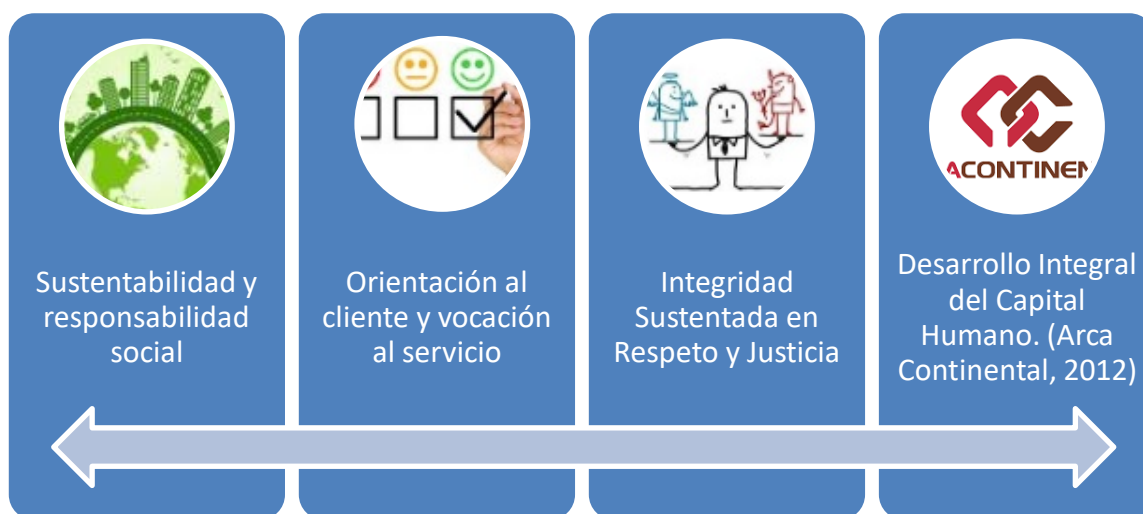 ACONTINEN
Sustentabilidad y
responsabilidad
social
Orientación al
cliente y vocación
al servicio
Integridad
Sustentada en
Respeto y Justicia
Desarrollo Integral
del Capital
Humano. (Arca
Continental, 2012)